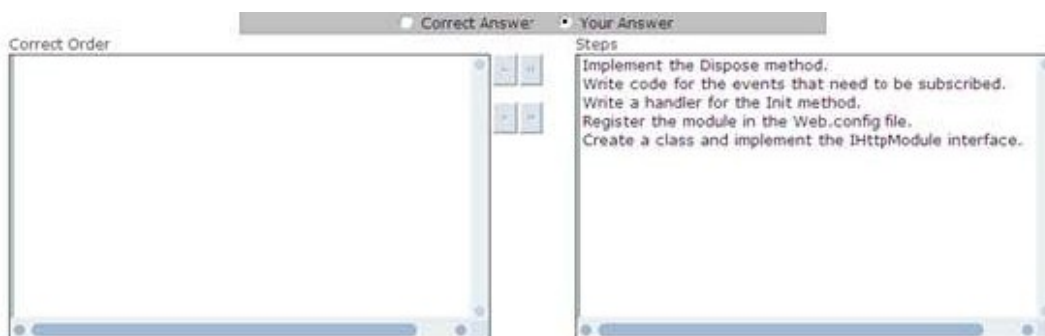 Correct Answer Your Answer
Correct Order
Steps
Implement the Dispose method.
Write code for the events that need to be subscribed.
Write a handler for the Init method.
Register the module in the Web.config file.
Create a class and implement the IHttpModule interface.